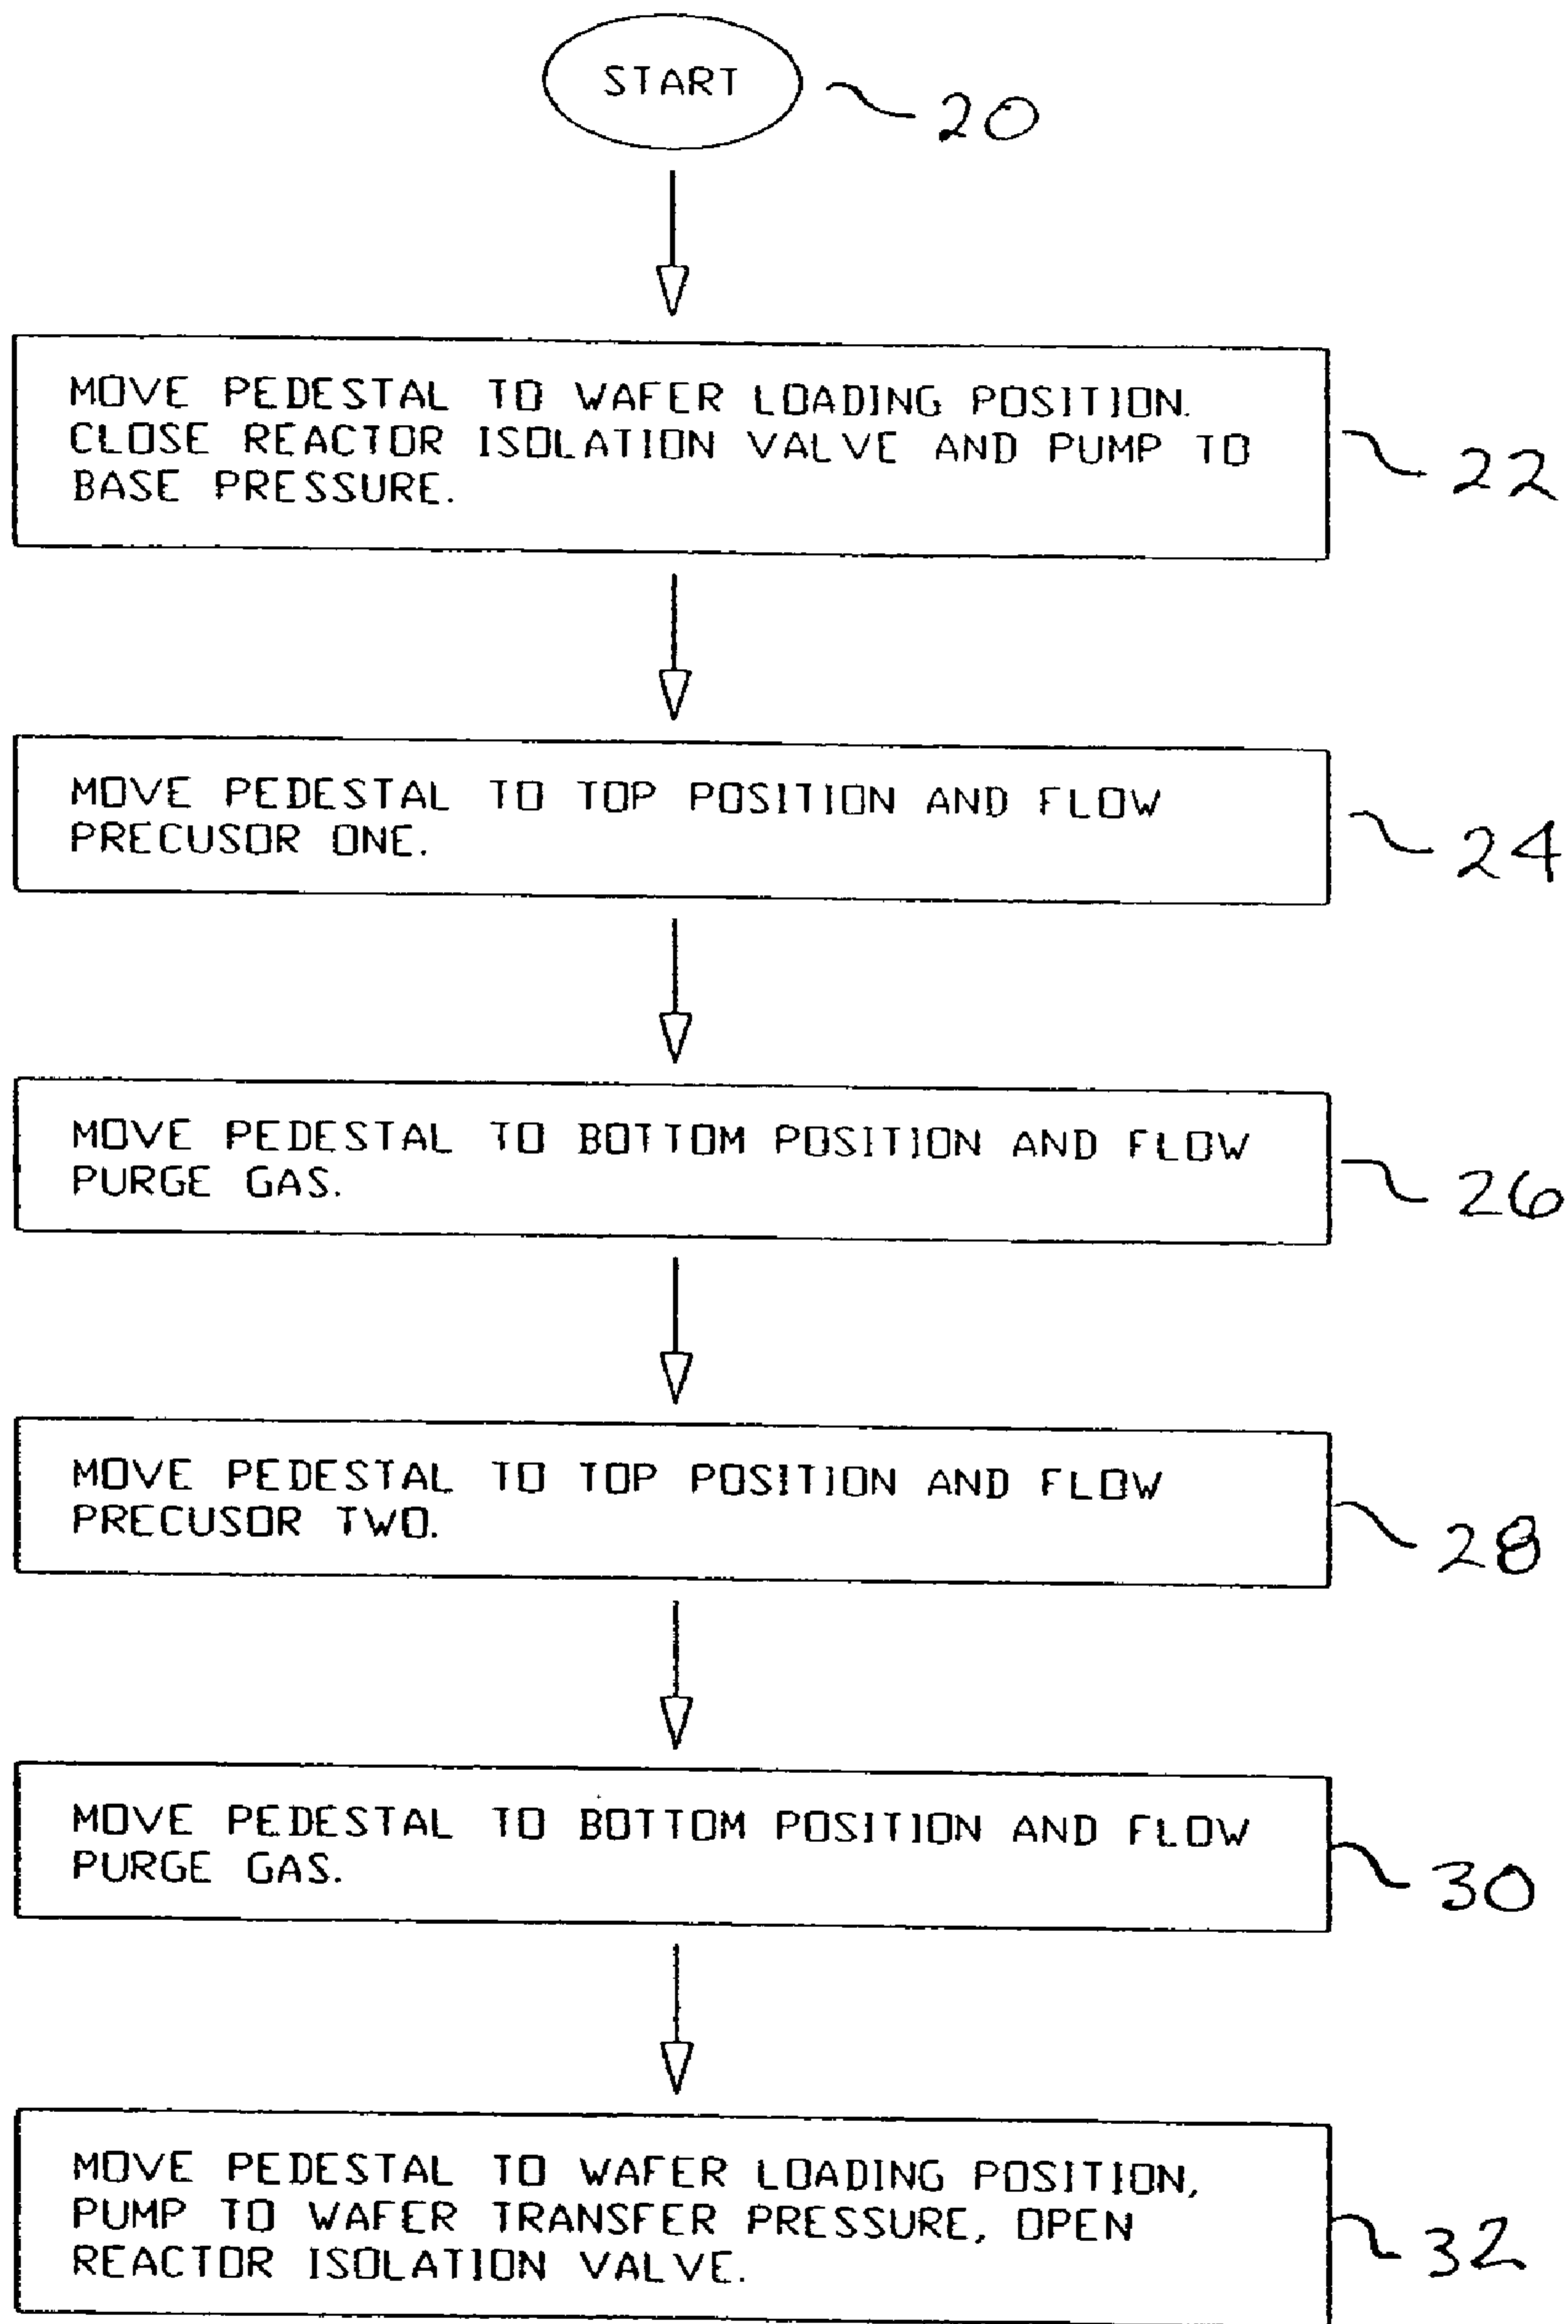 START
20
MOVE PEDESTAL TO WAFER LOADING POSITION.
CLOSE REACTOR ISOLATION VALVE AND PUMP TO
BASE PRESSURE.
22
MOVE PEDESTAL TO TOP POSITION AND FLOW
PRECUSOR ONE.
24
MOVE PEDESTAL TO BOTTOM POSITION AND FLOW
PURGE GAS.
26
MOVE PEDESTAL TO TOP POSITION AND FLOW
PRECUSOR TWO.
28
MOVE PEDESTAL TO BOTTOM POSITION AND FLOW
PURGE GAS.
30
MOVE PEDESTAL TO WAFER LOADING POSITION,
PUMP TO WAFER TRANSFER PRESSURE, OPEN
REACTOR ISOLATION VALVE.
32